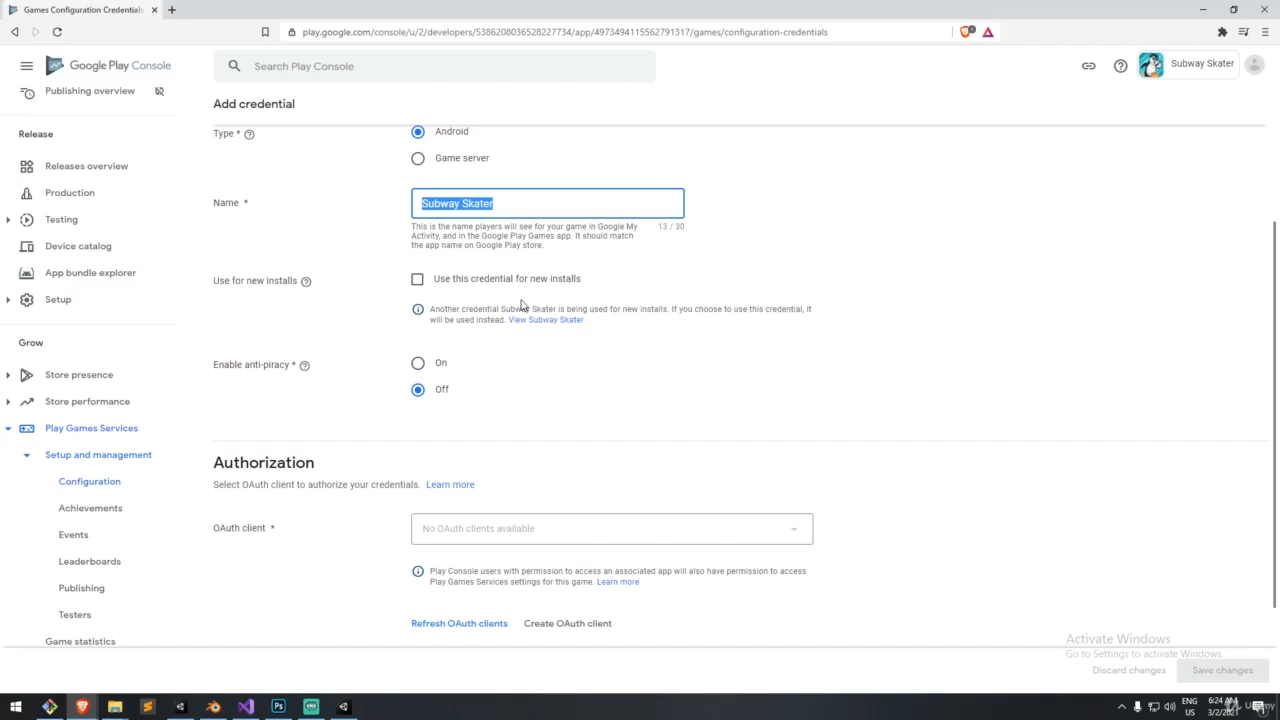 Games Configuration Credentials
play.google.com/console/u/2/developers/5386208036528227734/app/4973494115562791317/games/configuration-credentials
Google Play Console
Search Play Console
Subway Skater
Publishing overview
Add credential
Release
Releases overview
Production
Testing
Device catalog
App bundle explorer
Setup
Grow
Store presence
Store performance
Play Games Services
Setup and management
Configuration
Achievements
Events
Leaderboards
Publishing
Testers
Game statistics
Type *
Android
Game server
Name *
Subway Skater
This is the name players will see for your game in Google My
Activity, and in the Google Play Games app. It should match
the app name on Google Play store.
13 / 30
Use for new installs
Use this credential for new installs
Another credential Subway Skater is being used for new installs. If you choose to use this credential, it
will be used instead. View Subway Skater
Enable anti-piracy *
On
Off
Authorization
Select OAuth client to authorize your credentials. Learn more
OAuth client *
No OAuth clients available
Play Console users with permission to access an associated app will also have permission to access
Play Games Services settings for this game. Learn more
Refresh OAuth clients
Create OAuth client
Activate Windows
Go to Settings to activate Windows.
Discard changes
Save changes
ENG
US
6:24 AM